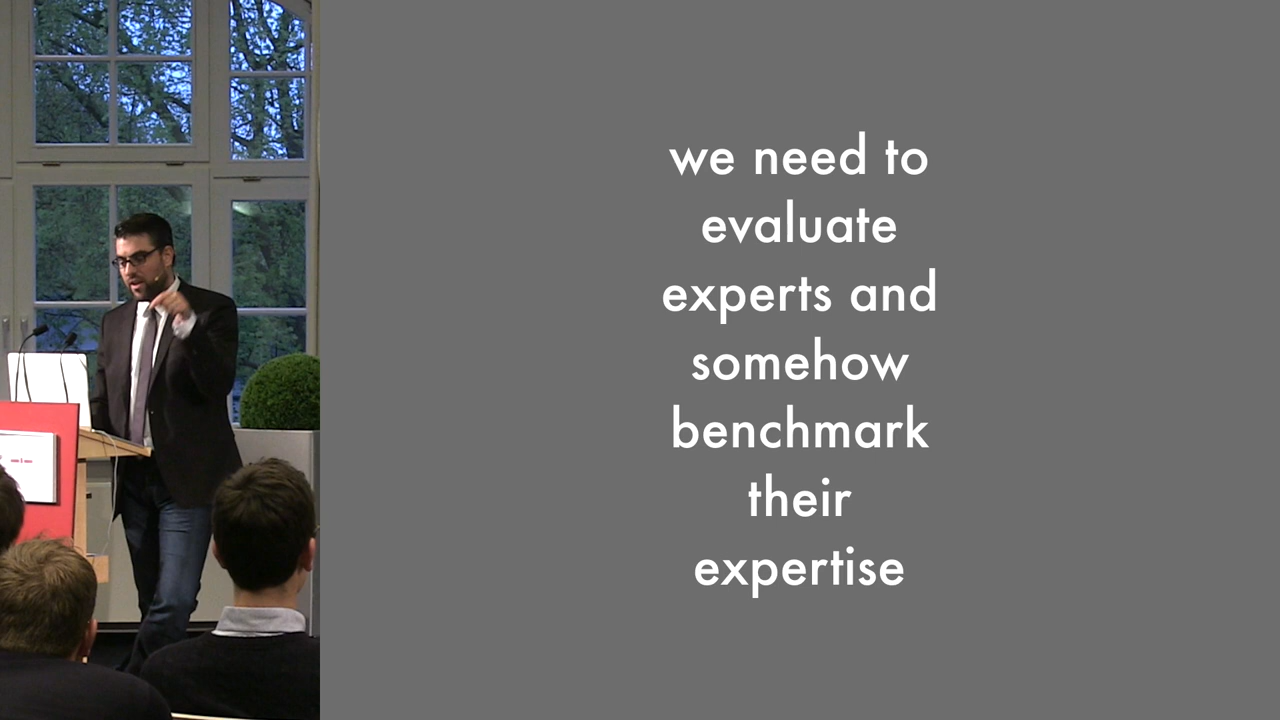 we need to
evaluate
experts and
somehow
benchmark
their
expertise